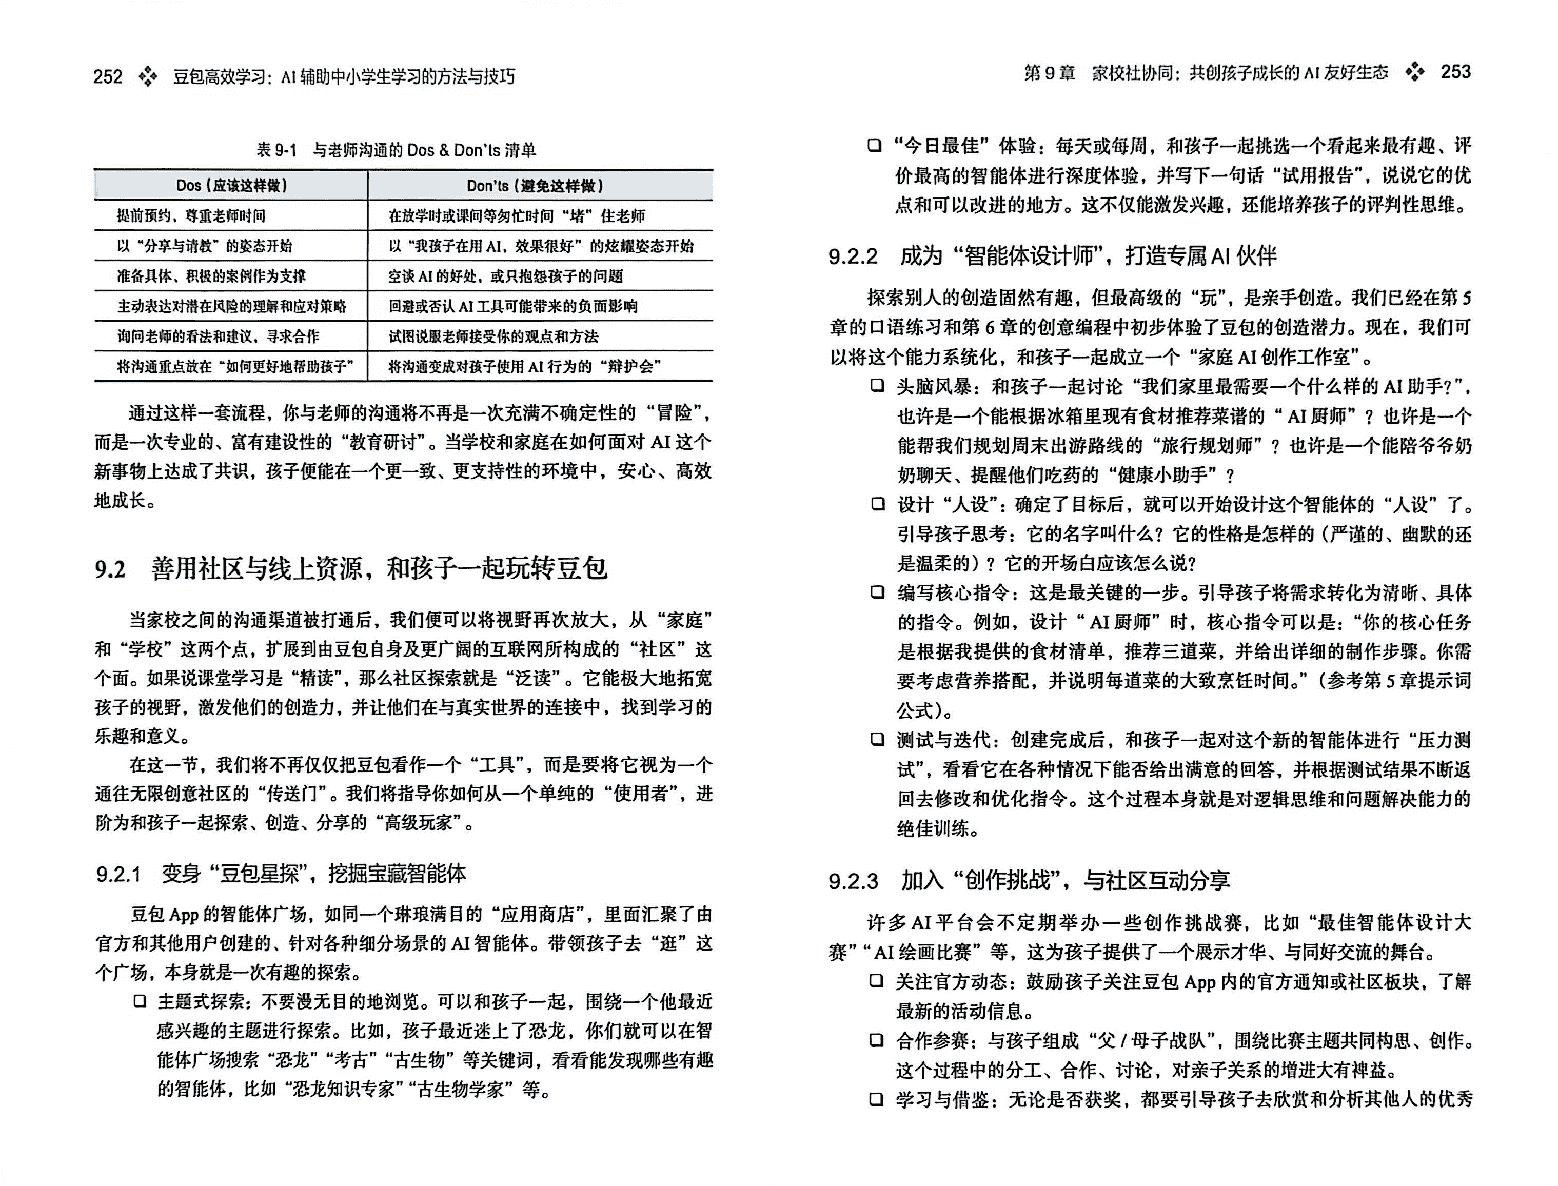 252 豆包高效学习：AI 辅助中小学生学习的方法与技巧
表 9-1 与老师沟通的 Dos & Don'ts 清单
Dos（应该这样做） Don'ts（避免这样做）
提前预约，尊重老师时间 在放学时或课间等匆忙时间“堵”住老师
以“分享与请教”的姿态开始 以“我孩子在用 AI，效果很好”的炫耀姿态开始
准备具体、积极的案例作为支撑 空谈 AI 的好处，或只抱怨孩子的问题
主动表达对潜在风险的理解和应对策略 回避或否认 AI 工具可能带来的负面影响
询问老师的看法和建议，寻求合作 试图说服老师接受你的观点和方法
将沟通重点放在“如何更好地帮助孩子” 将沟通变成对孩子使用 AI 行为的“辩护会”
通过这样一套流程，你与老师的沟通将不再是一次充满不确定性的“冒险”，
而是一次专业的、富有建设性的“教育研讨”。当学校和家庭在如何面对 AI 这个
新事物上达成了共识，孩子便能在一个更一致、更支持性的环境中，安心、高效
地成长。
9.2 善用社区与线上资源，和孩子一起玩转豆包
当家校之间的沟通渠道被打通后，我们便可以将视野再次放大，从“家庭”
和“学校”这两个点，扩展到由豆包自身及更广阔的互联网所构成的“社区”这
个面。如果说课堂学习是“精读”，那么社区探索就是“泛读”。它能极大地拓宽
孩子的视野，激发他们的创造力，并让他们在与真实世界的连接中，找到学习的
乐趣和意义。
在这一节，我们将不再仅仅把豆包看作一个“工具”，而是要将它视为一个
通往无限创意社区的“传送门”。我们将指导你如何从一个单纯的“使用者”，进
阶为和孩子一起探索、创造、分享的“高级玩家”。
9.2.1 变身“豆包星探”，挖掘宝藏智能体
豆包 App 的智能体广场，如同一个琳琅满目的“应用商店”，里面汇聚了由
官方和其他用户创建的、针对各种细分场景的 AI 智能体。带领孩子去“逛”这
个广场，本身就是一次有趣的探索。
❏ 主题式探索：不要漫无目的地浏览。可以和孩子一起，围绕一个他最近
感兴趣的主题进行探索。比如，孩子最近迷上了恐龙，你们就可以在智
能体广场搜索“恐龙”“考古”“古生物”等关键词，看看能发现哪些有趣
的智能体，比如“恐龙知识专家”“古生物学家”等。
第 9 章 家校社协同：共创孩子成长的 AI 友好生态 253
❏ “今日最佳”体验：每天或每周，和孩子一起挑选一个看起来最有趣、评
价最高的智能体进行深度体验，并写下一句话“试用报告”，说说它的优
点和可以改进的地方。这不仅能激发兴趣，还能培养孩子的评判性思维。
9.2.2 成为“智能体设计师”，打造专属 AI 伙伴
探索别人的创造固然有趣，但最高级的“玩”，是亲手创造。我们已经在第 5
章的口语练习和第 6 章的创意编程中初步体验了豆包的创造潜力。现在，我们可
以将这个能力系统化，和孩子一起成立一个“家庭 AI 创作工作室”。
❏ 头脑风暴：和孩子一起讨论“我们家里最需要一个什么样的 AI 助手？”，
也许是一个能根据冰箱里现有食材推荐菜谱的“ AI 厨师”？也许是一个
能帮我们规划周末出游路线的“旅行规划师”？也许是一个能陪爷爷奶
奶聊天、提醒他们吃药的“健康小助手”？
❏ 设计“人设”：确定了目标后，就可以开始设计这个智能体的“人设”了。
引导孩子思考：它的名字叫什么？它的性格是怎样的（严谨的、幽默的还
是温柔的）？它的开场白应该怎么说？
❏ 编写核心指令：这是最关键的一步。引导孩子将需求转化为清晰、具体
的指令。例如，设计“ AI 厨师”时，核心指令可以是：“你的核心任务
是根据我提供的食材清单，推荐三道菜，并给出详细的制作步骤。你需
要考虑营养搭配，并说明每道菜的大致烹饪时间。”（参考第 5 章提示词
公式）。
❏ 测试与迭代：创建完成后，和孩子一起对这个新的智能体进行“压力测
试”，看看它在各种情况下能否给出满意的回答，并根据测试结果不断返
回去修改和优化指令。这个过程本身就是对逻辑思维和问题解决能力的
绝佳训练。
9.2.3 加入“创作挑战”，与社区互动分享
许多 AI 平台会不定期举办一些创作挑战赛，比如“最佳智能体设计大
赛”“AI 绘画比赛”等，这为孩子提供了一个展示才华、与同好交流的舞台。
❏ 关注官方动态：鼓励孩子关注豆包 App 内的官方通知或社区板块，了解
最新的活动信息。
❏ 合作参赛：与孩子组成“父 / 母子战队”，围绕比赛主题共同构思、创作。
这个过程中的分工、合作、讨论，对亲子关系的增进大有裨益。
❏ 学习与借鉴：无论是否获奖，都要引导孩子去欣赏和分析其他人的优秀